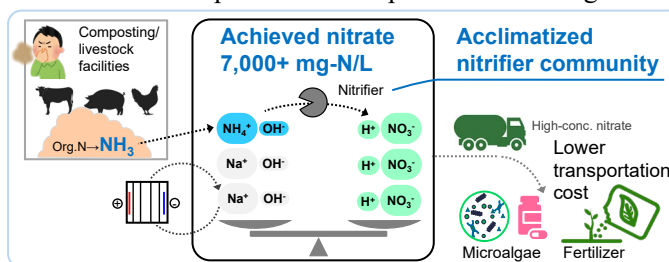 Composting/
livestock
facilities
Org.N→NH₃
⊕
⊖
Achieved nitrate
7,000+ mg-N/L
Nitrifier
NH₄⁺ OH⁻
H⁺ NO₃⁻
Na⁺ OH⁻
H⁺ NO₃⁻
Na⁺ OH⁻
H⁺ NO₃⁻
Acclimatized
nitrifier community
High-conc. nitrate
Lower
transportation
cost
Microalgae
Fertilizer